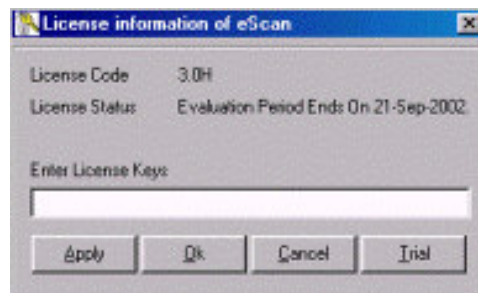 License information of eScan
License Code 3.0H
License Status Evaluation Period Ends On 21-Sep-2002.
Enter License Keys
Apply Ok Cancel Trial